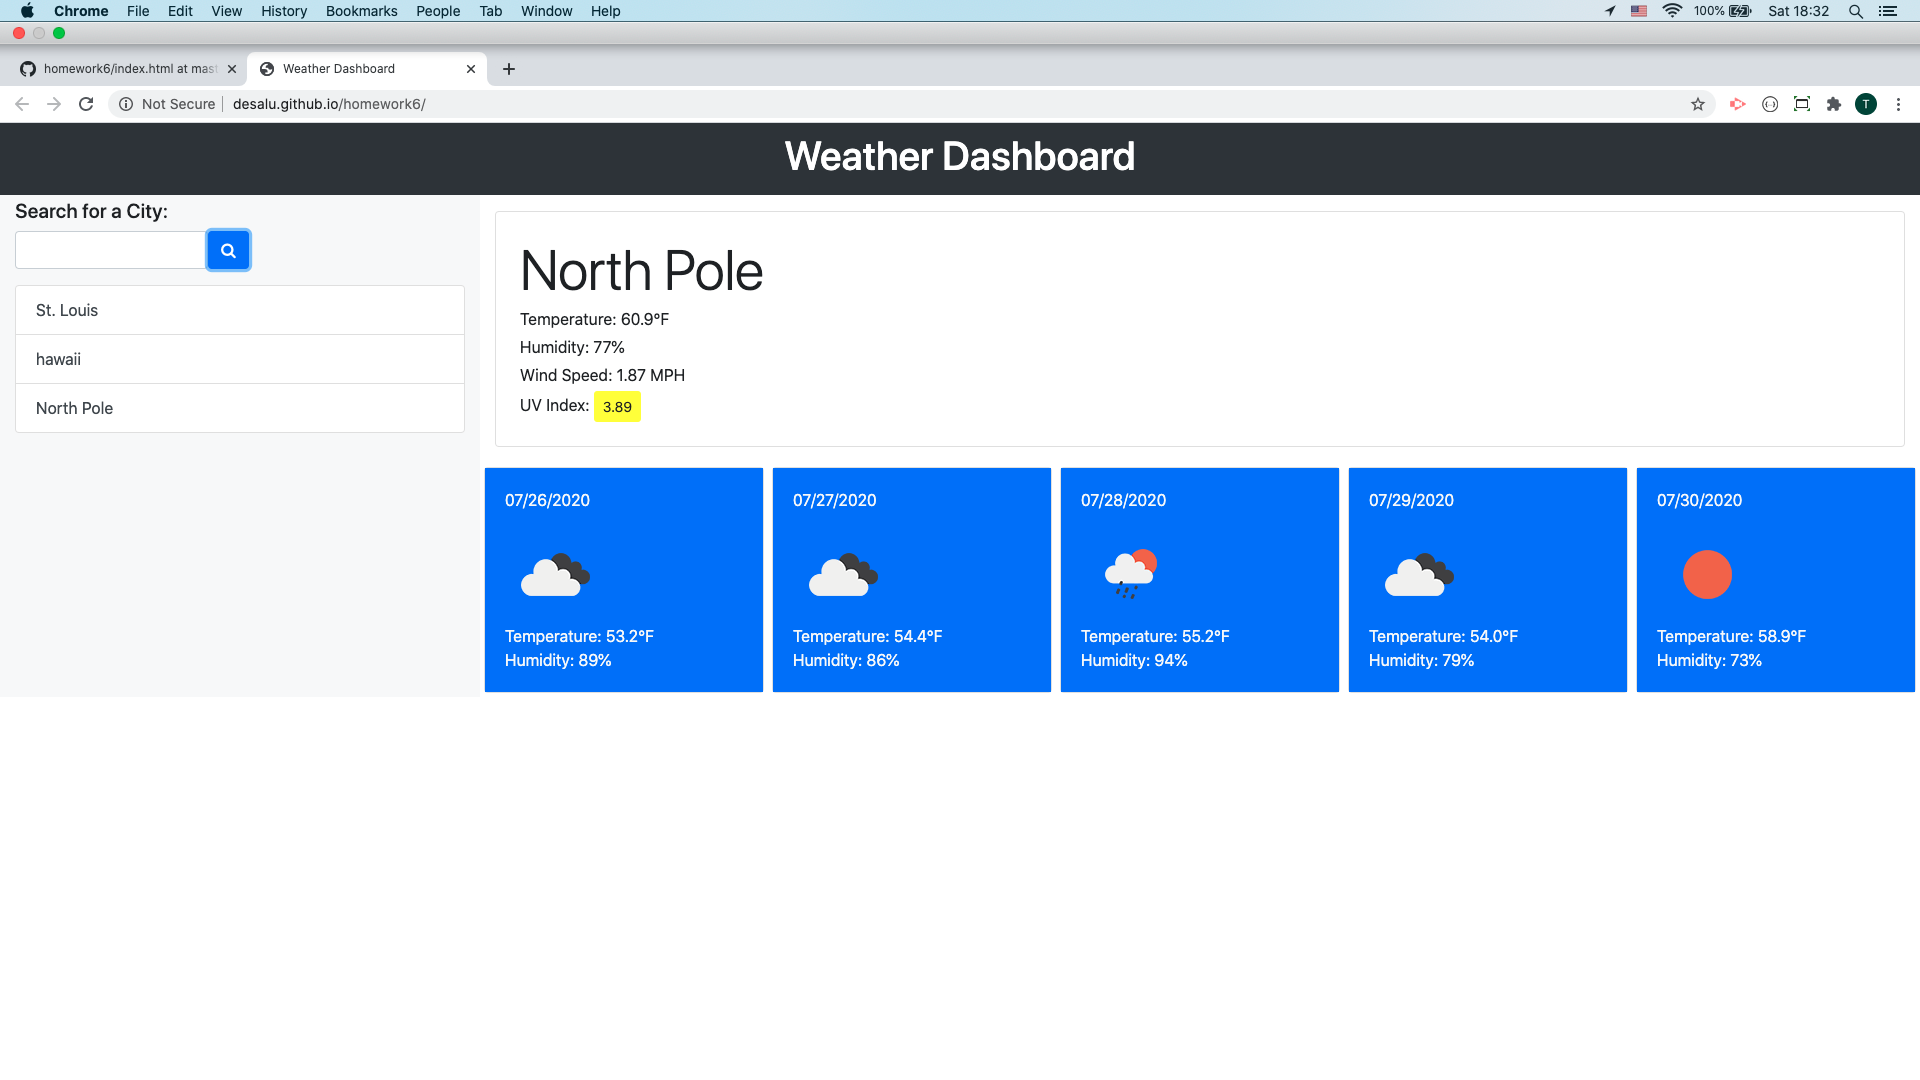 Chrome File Edit View History Bookmarks People Tab Window Help 100% Sat 18:32
homework6/index.html at mast Weather Dashboard
Not Secure desalu.github.io/homework6/ T
Weather Dashboard
Search for a City:
St. Louis
hawaii
North Pole
North Pole
Temperature: 60.9°F
Humidity: 77%
Wind Speed: 1.87 MPH
UV Index: 3.89
07/26/2020
Temperature: 53.2°F
Humidity: 89%
07/27/2020
Temperature: 54.4°F
Humidity: 86%
07/28/2020
Temperature: 55.2°F
Humidity: 94%
07/29/2020
Temperature: 54.0°F
Humidity: 79%
07/30/2020
Temperature: 58.9°F
Humidity: 73%